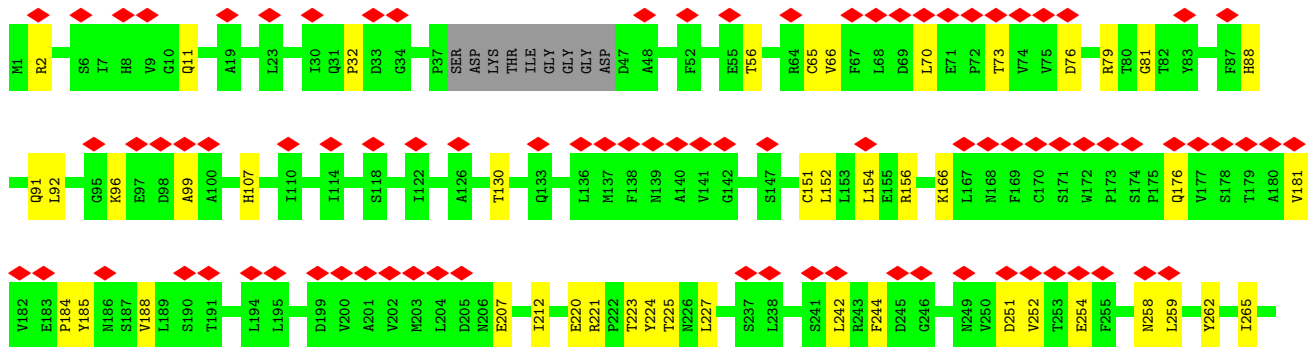 M1 R2 S6 I7 H8 V9 G10 Q11 A19 L23 I30 Q31 P32 D33 G34 P37 SER ASP LYS THR ILE GLY GLY GLY ASP D47 A48 F52 E55 T56 R64 C65 V66 F67 L68 D69 L70 E71 P72 T73 V74 V75 D76 R79 T80 G81 T82 Y83 F87 H88
Q91 L92 G95 K96 E97 D98 A99 A100 H107 I110 I114 S118 I122 A126 T130 Q133 L136 M137 F138 N139 A140 V141 G142 S147 C151 L152 L153 L154 E155 R156 K166 L167 N168 F169 C170 S171 W172 P173 S174 P175 Q176 V177 S178 T179 A180 V181
V182 E183 P184 Y185 N186 S187 V188 L189 S190 T191 L194 L195 D199 V200 A201 V202 M203 L204 D205 N206 E207 I212 E220 R221 P222 T223 Y224 T225 N226 L227 S237 L238 S241 L242 R243 F244 D245 G246 N249 V250 D251 V252 T253 E254 F255 N258 L259 Y262 I265